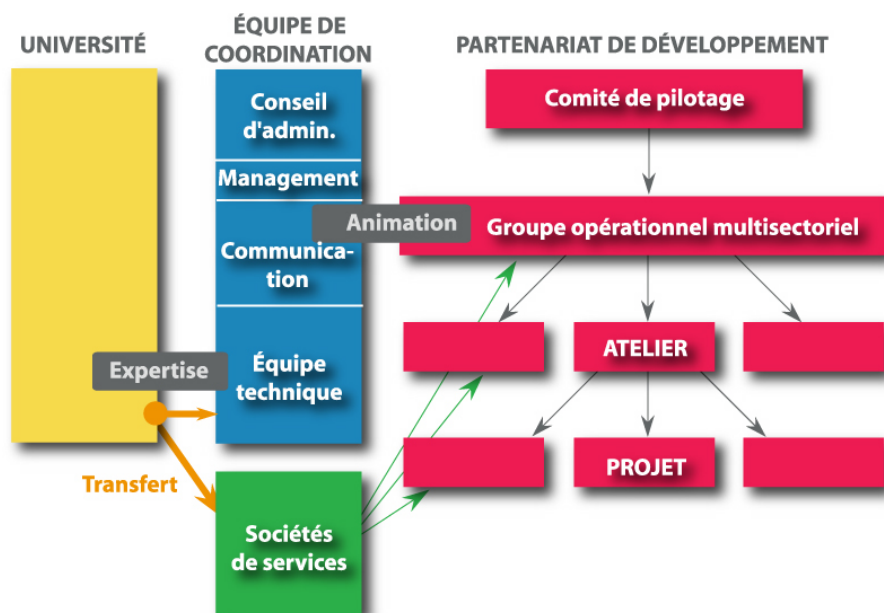 UNIVERSITÉ
ÉQUIPE DE
COORDINATION
PARTENARIAT DE DÉVELOPPEMENT
Conseil
d'admin.
Management
Communica-
tion
Équipe
technique
Expertise
Animation
Transfert
Sociétés
de services
Comité de pilotage
Groupe opérationnel multisectoriel
ATELIER
PROJET